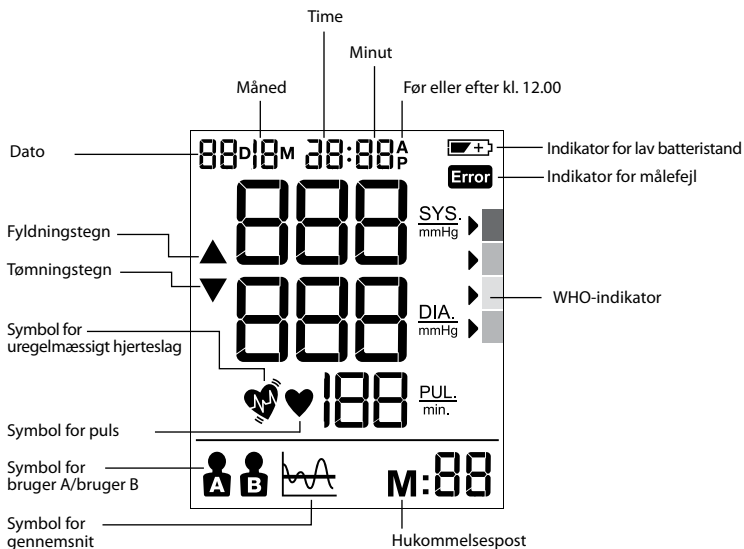 Time
Minut
Måned
Før eller efter kl. 12.00
Dato
88D18M 28:88 A
P
Indikator for lav batteristand
Error
Indikator for målefejl
888
SYS.
mmHg
Fyldningstegn
Tømningstegn
888
DIA.
mmHg
WHO-indikator
Symbol for
uregelmæssigt hjerteslag
188
PUL.
min.
Symbol for puls
Symbol for
bruger A/bruger B
A B
M:88
Symbol for
gennemsnit
Hukommelsespost